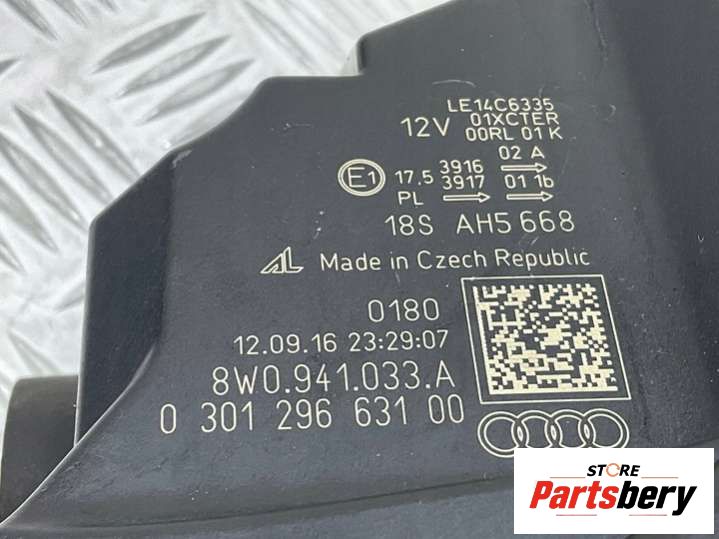 LE14C6335
01XCTER
12V 00RL 01 K
02 A
E1 17.5 3916
3917 01 1b
PL
18S AH5 668
AL Made in Czech Republic
0180
12.09.16 23:29:07
8W0.941.033.A
0 301 296 631 00
STORE
Partsbery